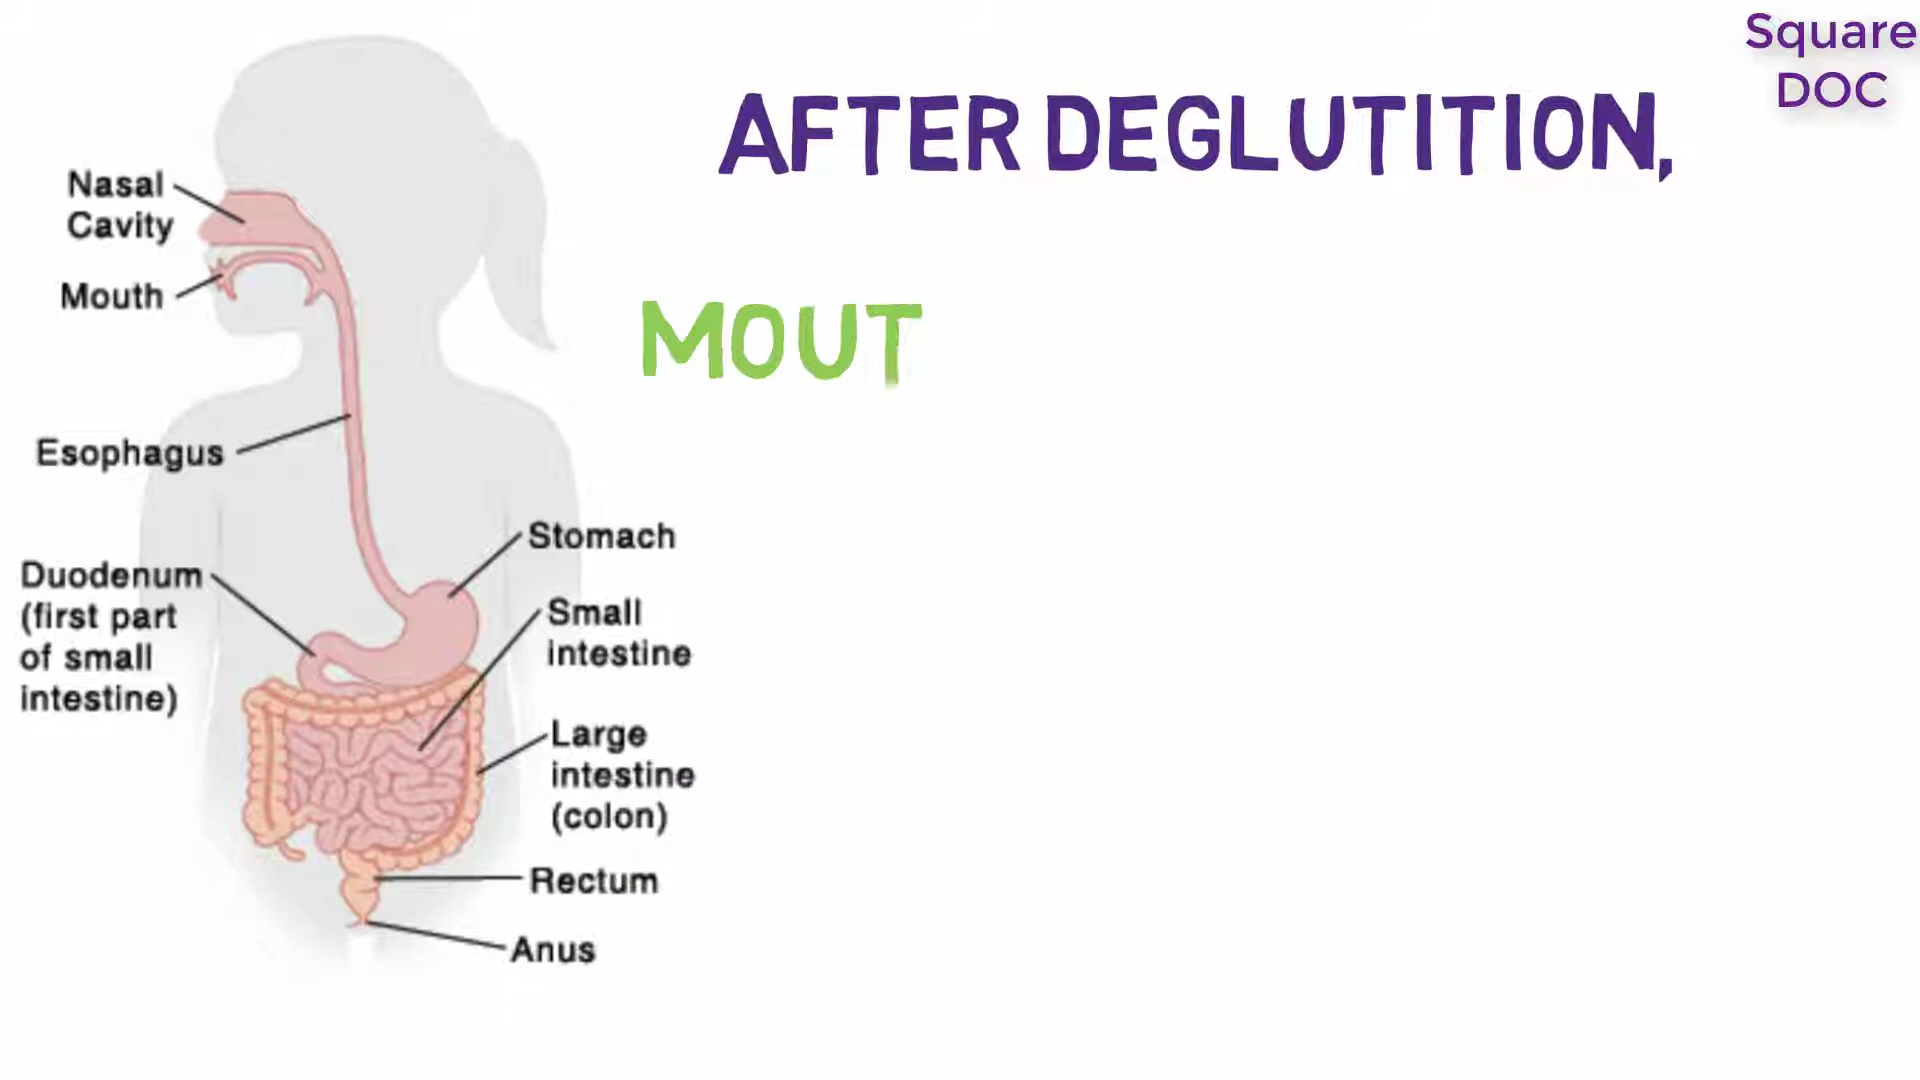 Square
DOC
AFTER DEGLUTITION,
MOUT
Nasal
Cavity
Mouth
Esophagus
Stomach
Duodenum
(first part
of small
intestine)
Small
intestine
Large
intestine
(colon)
Rectum
Anus